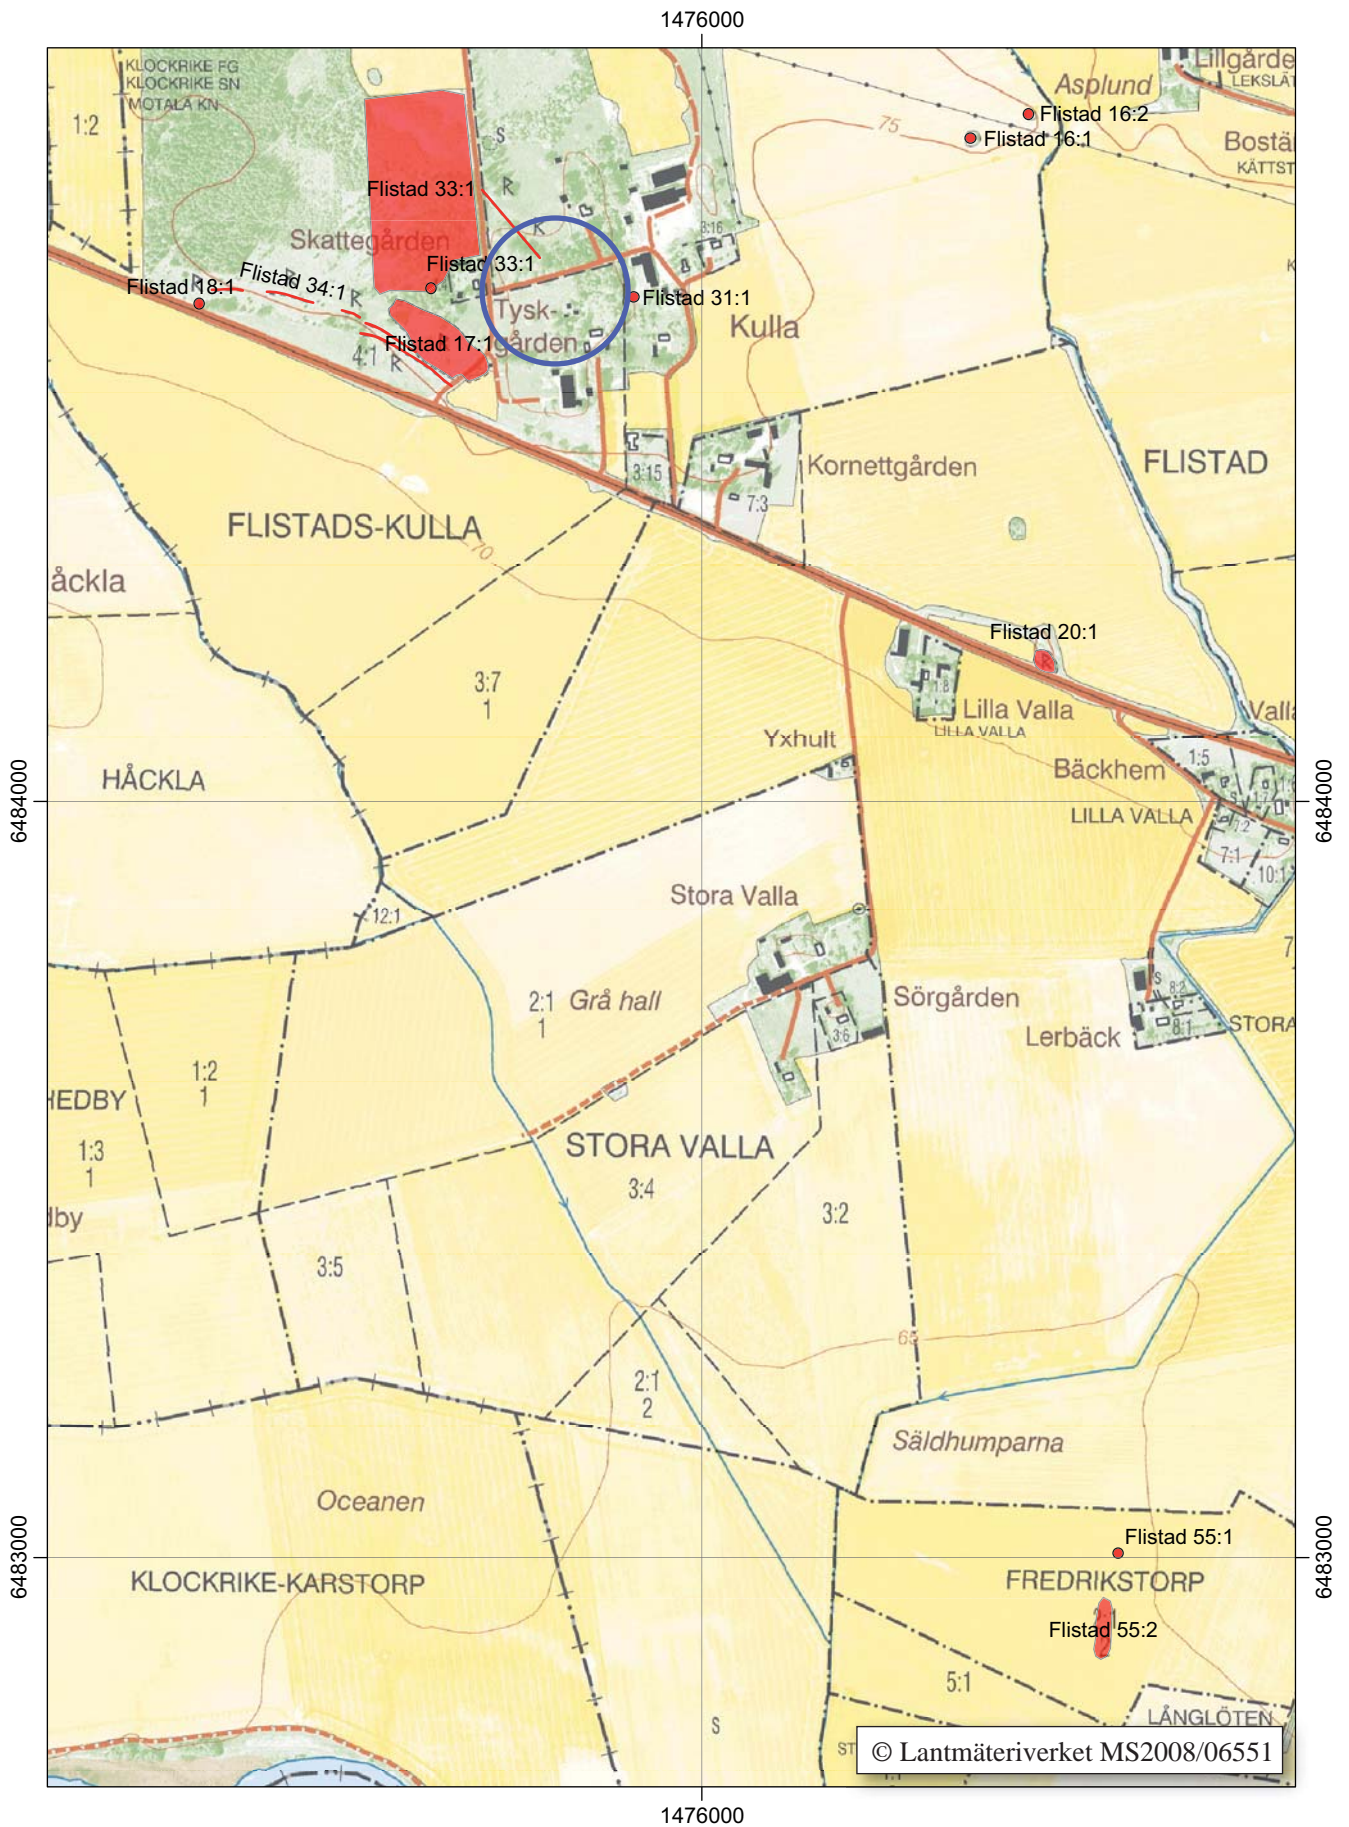 1476000
KLOCKRIKE FG
KLOCKRIKE SN
MOTALA KN
1:2
S
R
Asplund
LEKSLÄT
75
Flistad 16:2
Flistad 16:1
KÄTTST
Flistad 33:1
R
3:16
Skattegården
Flistad 33:1
R
Flistad 34:1
R
Flistad 18:1
Flistad 31:1
Tysk-
gården
Kulla
Flistad 17:1
4:1
R
3:15
Kornettgården
7:3
FLISTAD
FLISTADS-KULLA
70
åckla
Flistad 20:1
R
3:7
1
1:8
Lilla Valla
LILLA VALLA
Yxhult
1:5
Bäckhem
HÅCKLA
6484000
6484000
LILLA VALLA
7:2
7:1
10:1
Stora Valla
12:1
2:1
1
Grå hall
Sörgården
3:6
S
8:2
8:1
STORA
Lerbäck
1:2
1
HEDBY
1:3
1
STORA VALLA
3:4
3:2
dby
3:5
65
2:1
2
Säldhumparna
Oceanen
Flistad 55:1
6483000
6483000
KLOCKRIKE-KARSTORP
FREDRIKSTORP
2:1
2
Flistad 55:2
5:1
S
LÅNGLÖTEN
ST
© Lantmäteriverket MS2008/06551
1476000